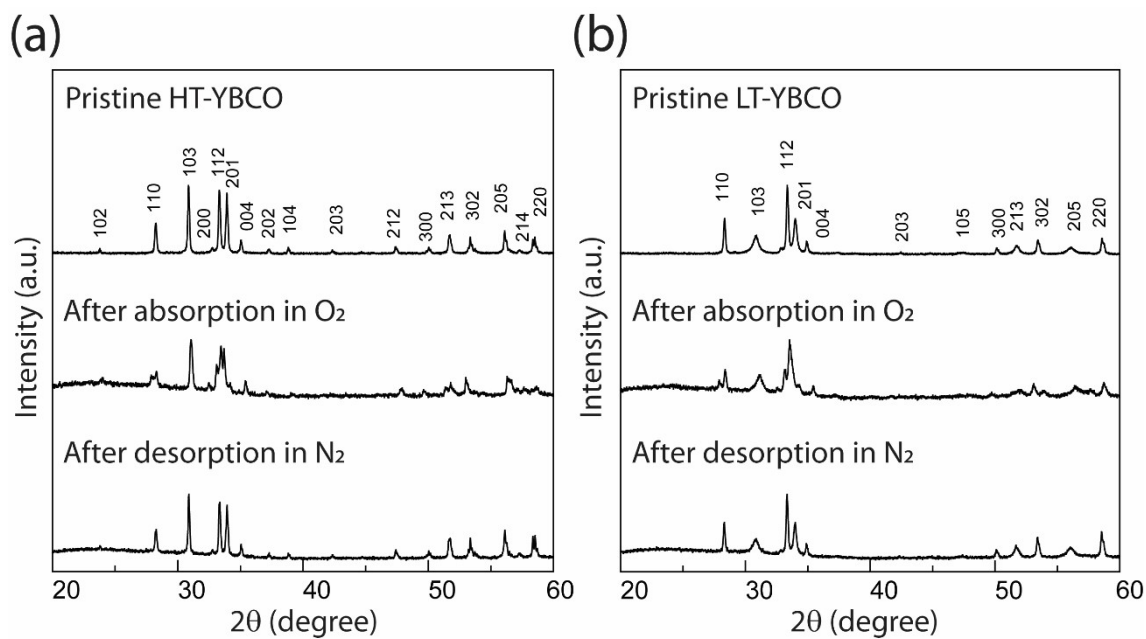 (a)
Pristine HT-YBCO
102
110
103
200
112
201
004
202
104
203
212
300
213
302
205
214
220
After absorption in O₂
After desorption in N₂
Intensity (a.u.)
20 30 40 50 60
2θ (degree)
(b)
Pristine LT-YBCO
110
103
112
201
004
203
105
300
213
302
205
220
After absorption in O₂
After desorption in N₂
Intensity (a.u.)
20 30 40 50 60
2θ (degree)